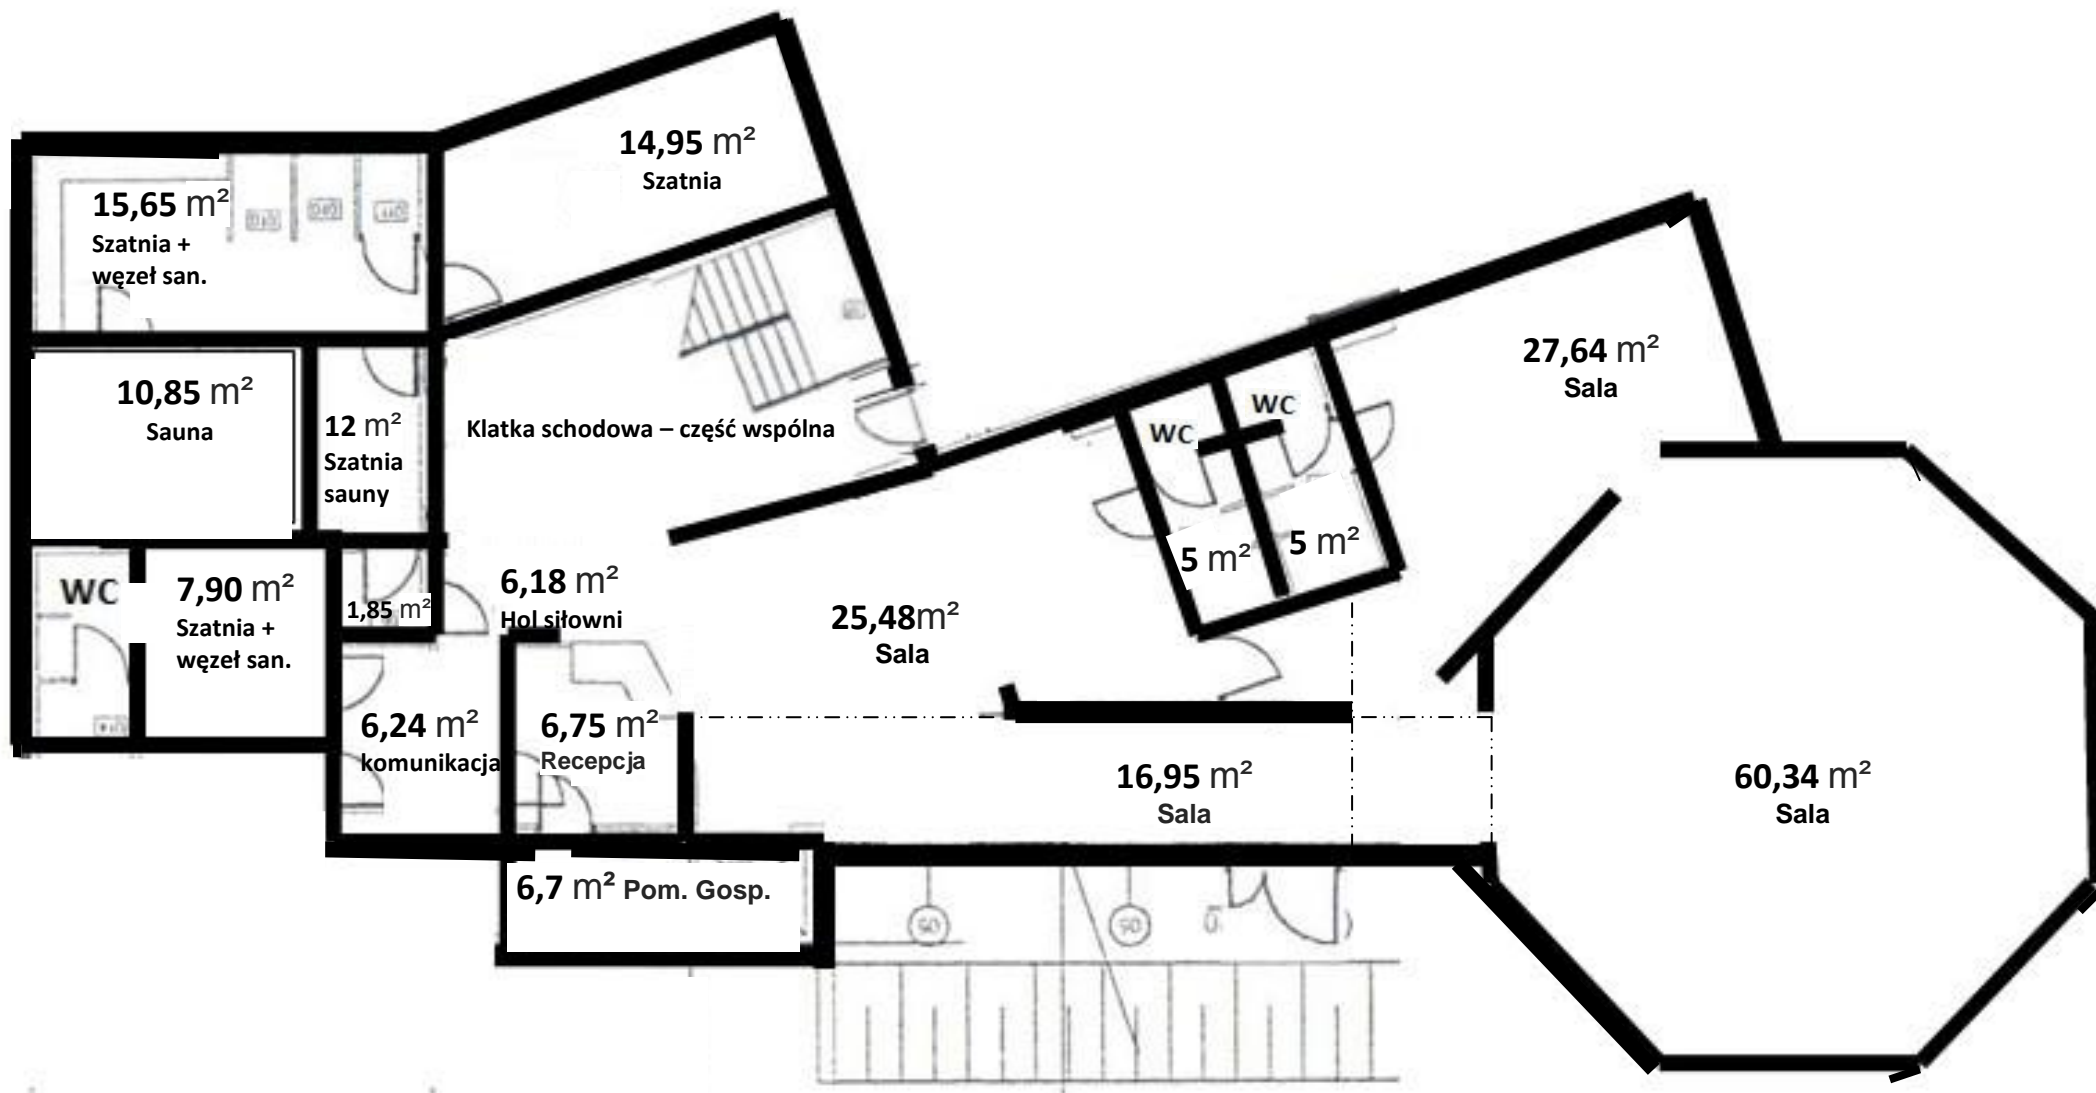 14,95 m²
Szatnia
15,65 m²
Szatnia +
węzeł san.
27,64 m²
Sala
10,85 m²
Sauna
12 m²
Szatnia
sauny
Klatka schodowa – część wspólna
WC
WC
5 m²
5 m²
WC
7,90 m²
Szatnia +
węzeł san.
1,85 m²
6,18 m²
Hol siłowni
25,48m²
Sala
6,24 m²
komunikacja
6,75 m²
Recepcja
16,95 m²
Sala
60,34 m²
Sala
6,7 m² Pom. Gosp.